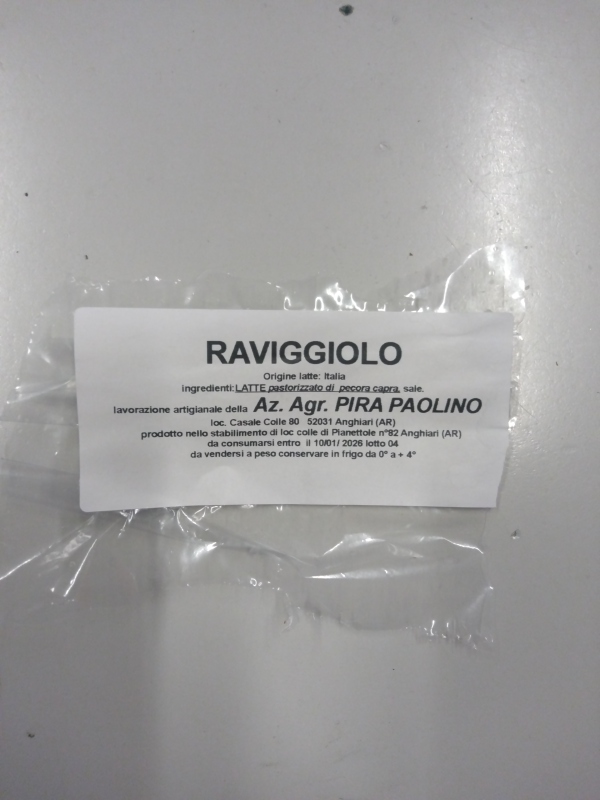 RAVIGGIOLO
Origine latte: Italia
ingredienti:LATTE pastorizzato di pecora capra, sale.
lavorazione artigianale della Az. Agr. PIRA PAOLINO
loc. Casale Colle 80 52031 Anghiari (AR)
prodotto nello stabilimento di loc colle di Pianettole n°82 Anghiari (AR)
da consumarsi entro il 10/01/ 2026 lotto 04
da vendersi a peso conservare in frigo da 0° a + 4°